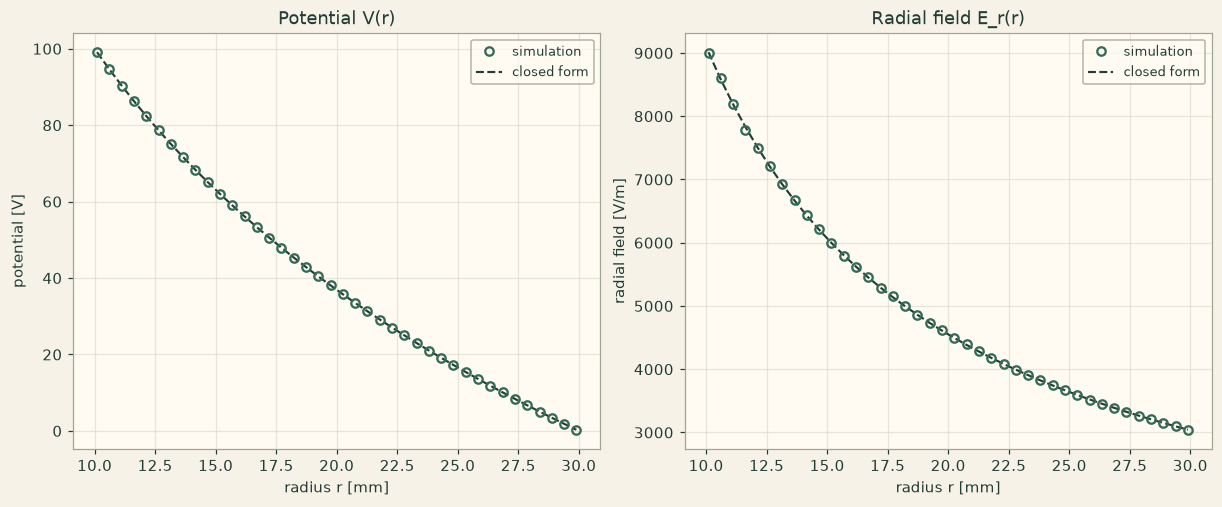 Potential V(r)
100
80
60
40
20
0
potential [V]
simulation
closed form
10.0 12.5 15.0 17.5 20.0 22.5 25.0 27.5 30.0
radius r [mm]
Radial field E_r(r)
9000
8000
7000
6000
5000
4000
3000
radial field [V/m]
simulation
closed form
10.0 12.5 15.0 17.5 20.0 22.5 25.0 27.5 30.0
radius r [mm]